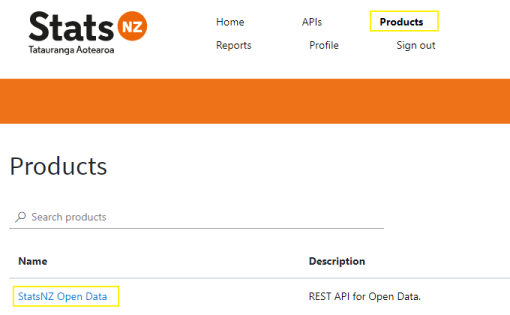 Stats NZ
Tatauranga Aotearoa
Home APIs Products
Reports Profile Sign out
Products
Search products
Name Description
StatsNZ Open Data REST API for Open Data.